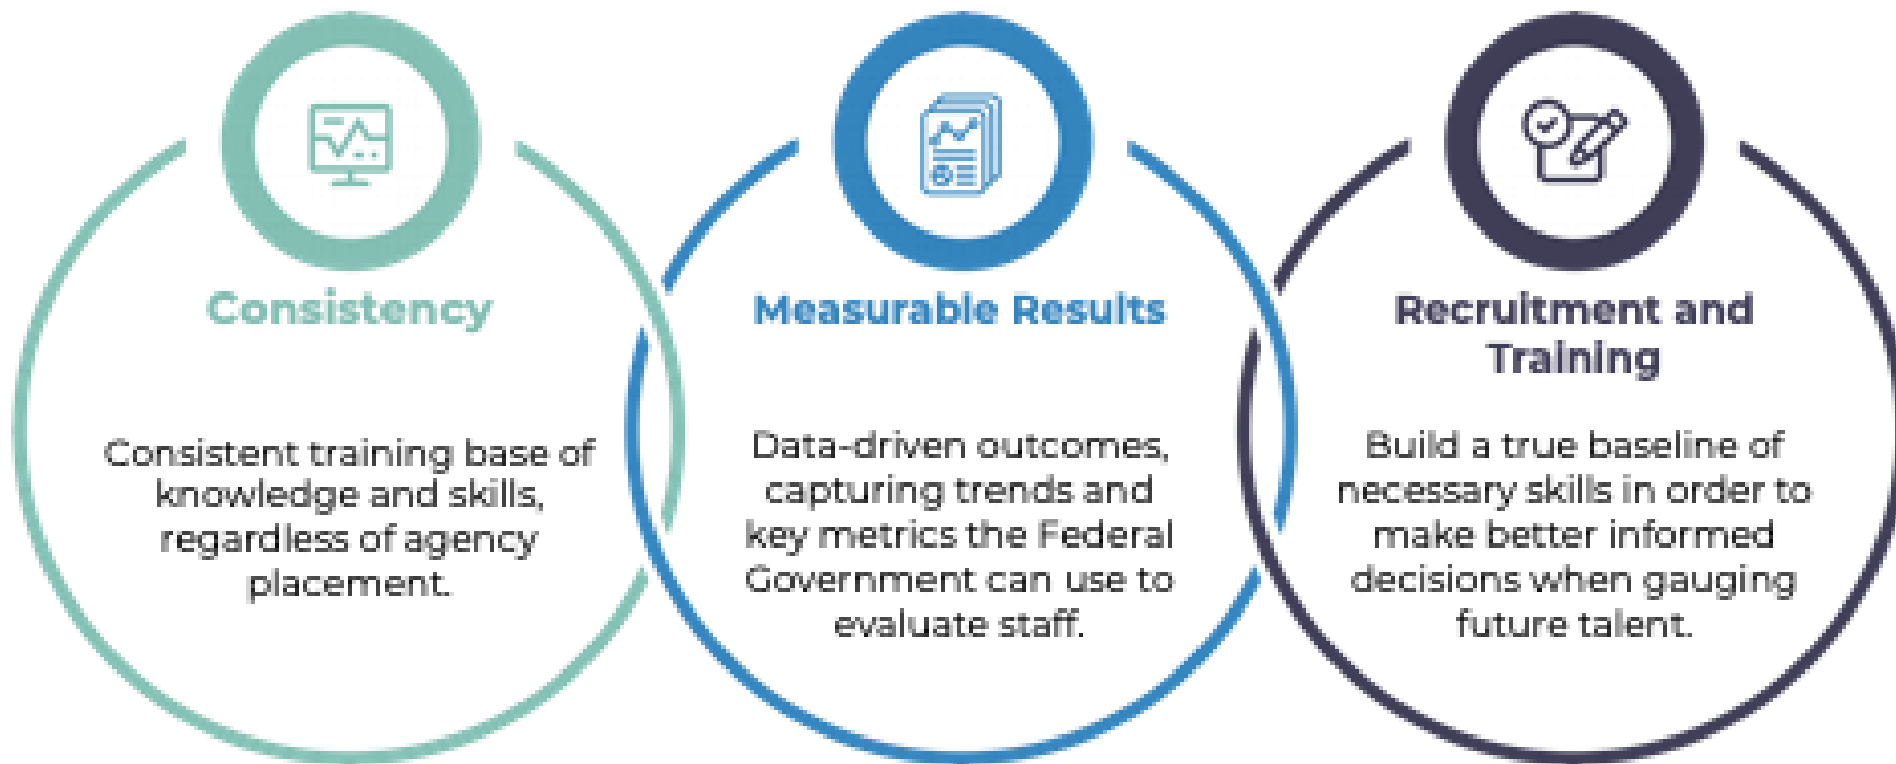 Consistency
Consistent training base of
knowledge and skills,
regardless of agency
placement.
Measurable Results
Data-driven outcomes,
capturing trends and
key metrics the Federal
Government can use to
evaluate staff.
Recruitment and
Training
Build a true baseline of
necessary skills in order to
make better informed
decisions when gauging
future talent.